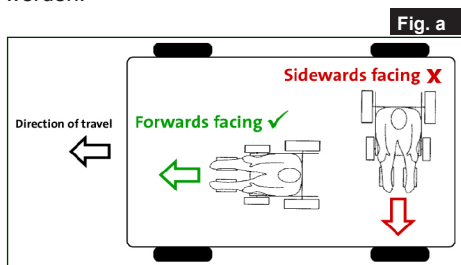 Fig. a
Sidewards facing X
Forwards facing ✓
Direction of travel